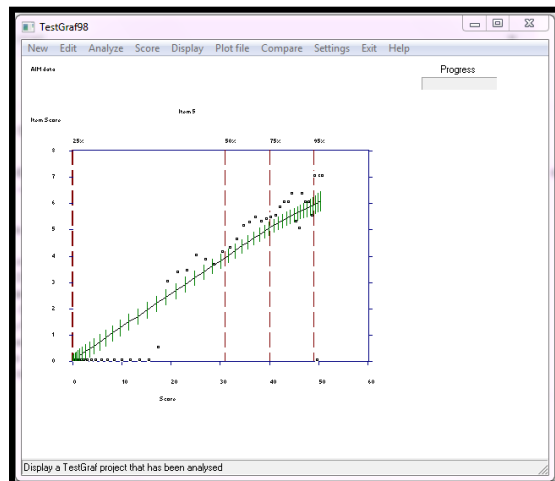 TestGraf98
New Edit Analyze Score Display Plot file Compare Settings Exit Help
AIM data
Progress
Item 5
Item Score
25% 50% 75% 95%
8
7
6
5
4
3
2
1
0
0 10 20 30 40 50 60
Score
Display a TestGraf project that has been analysed